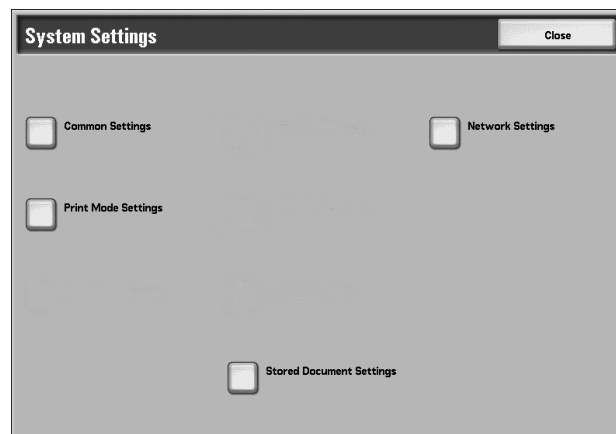 System Settings
Close
Common Settings
Network Settings
Print Mode Settings
Stored Document Settings